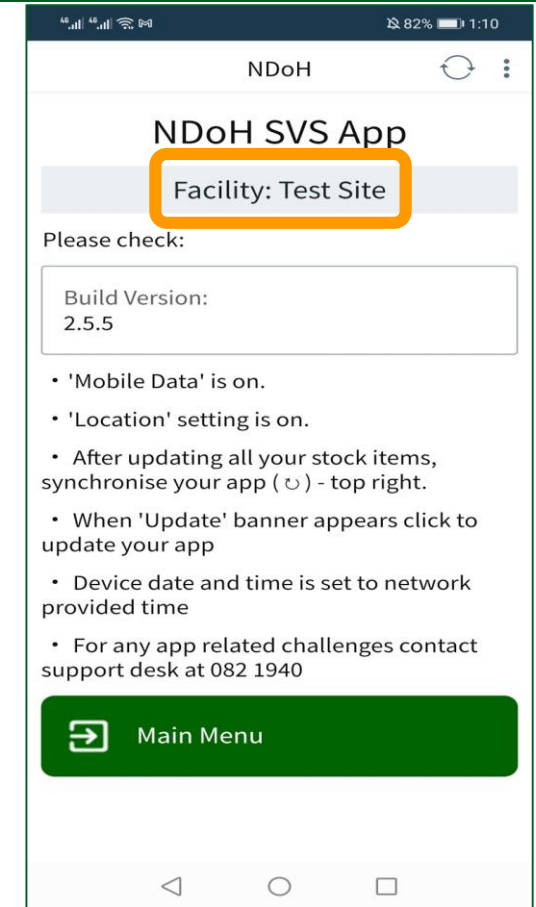 46 46 82% 1:10
NDoH
NDoH SVS App
Facility: Test Site
Please check:
Build Version:
2.5.5
• 'Mobile Data' is on.
• 'Location' setting is on.
• After updating all your stock items,
synchronise your app ( ↻ ) - top right.
• When 'Update' banner appears click to
update your app
• Device date and time is set to network
provided time
• For any app related challenges contact
support desk at 082 1940
Main Menu